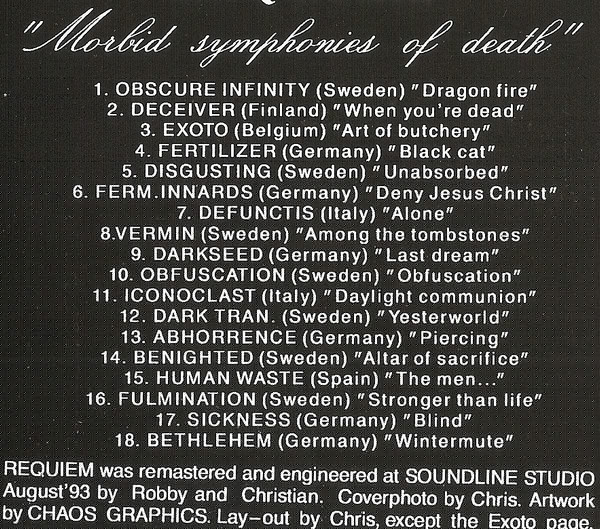 "Morbid symphonies of death"
1. OBSCURE INFINITY (Sweden) "Dragon fire"
2. DECEIVER (Finland) "When you're dead"
3. EXOTO (Belgium) "Art of butchery"
4. FERTILIZER (Germany) "Black cat"
5. DISGUSTING (Sweden) "Unabsorbed"
6. FERM.INNARDS (Germany) "Deny Jesus Christ"
7. DEFUNCTIS (Italy) "Alone"
8.VERMIN (Sweden) "Among the tombstones"
9. DARKSEED (Germany) "Last dream"
10. OBFUSCATION (Sweden) "Obfuscation"
11. ICONOCLAST (Italy) "Daylight communion"
12. DARK TRAN. (Sweden) "Yesterworld"
13. ABHORRENCE (Germany) "Piercing"
14. BENIGHTED (Sweden) "Altar of sacrifice"
15. HUMAN WASTE (Spain) "The men..."
16. FULMINATION (Sweden) "Stronger than life"
17. SICKNESS (Germany) "Blind"
18. BETHLEHEM (Germany) "Wintermute"
REQUIEM was remastered and engineered at SOUNDLINE STUDIO
August'93 by Robby and Christian. Coverphoto by Chris. Artwork
by CHAOS GRAPHICS. Lay-out by Chris, except the Exoto page.